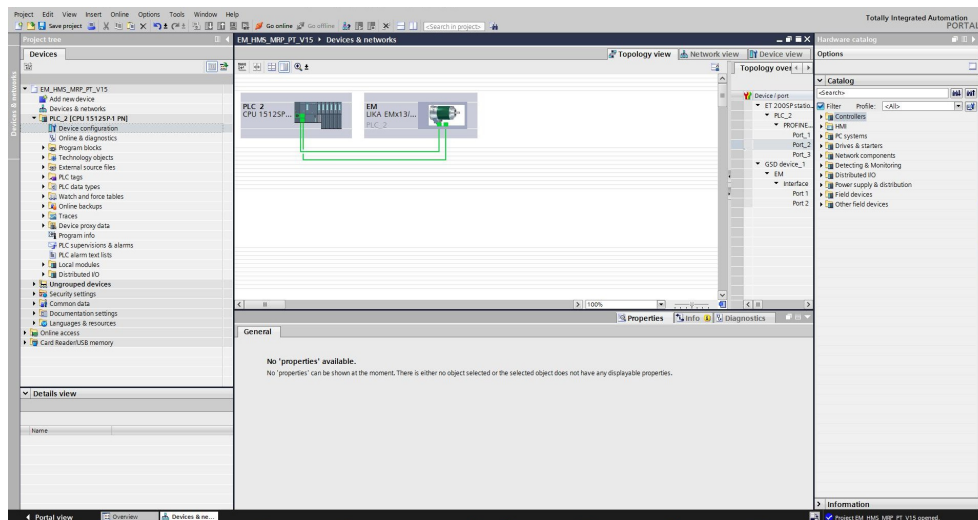 Project Edit View Insert Online Options Tools Window Help
Totally Integrated Automation
PORTAL
Save project
Go online
Go offline
<Search in project>
Project tree
EM_HMS_MRP_PT_V15 ▸ Devices & networks
Hardware catalog
Devices
Topology view
Network view
Device view
Options
Topology over
Catalog
<Search>
Filter
Profile: <All>
Devices & networks
EM_HMS_MRP_PT_V15
Add new device
Devices & networks
PLC_2 [CPU 1512SP-1 PN]
Device configuration
Online & diagnostics
Program blocks
Technology objects
External source files
PLC tags
PLC data types
Watch and force tables
Online backups
Traces
Device proxy data
Program info
PLC supervisions & alarms
PLC alarm text lists
Local modules
Distributed I/O
Ungrouped devices
Security settings
Common data
Documentation settings
Languages & resources
Online access
Card Reader/USB memory
PLC_2
CPU 1512SP...
EM
LIKA EMx13/...
PLC_2
Device / port
ET 200SP statio...
PLC_2
PROFINE...
Port_1
Port_2
Port_3
GSD device_1
EM
Interface
Port 1
Port 2
Controllers
HMI
PC systems
Drives & starters
Network components
Detecting & Monitoring
Distributed I/O
Power supply & distribution
Field devices
Other field devices
100%
Properties
Info
Diagnostics
General
No 'properties' available.
No 'properties' can be shown at the moment. There is either no object selected or the selected object does not have any displayable properties.
Details view
Name
Information
Portal view
Overview
Devices & ne...
Project EM_HMS_MRP_PT_V15 opened.